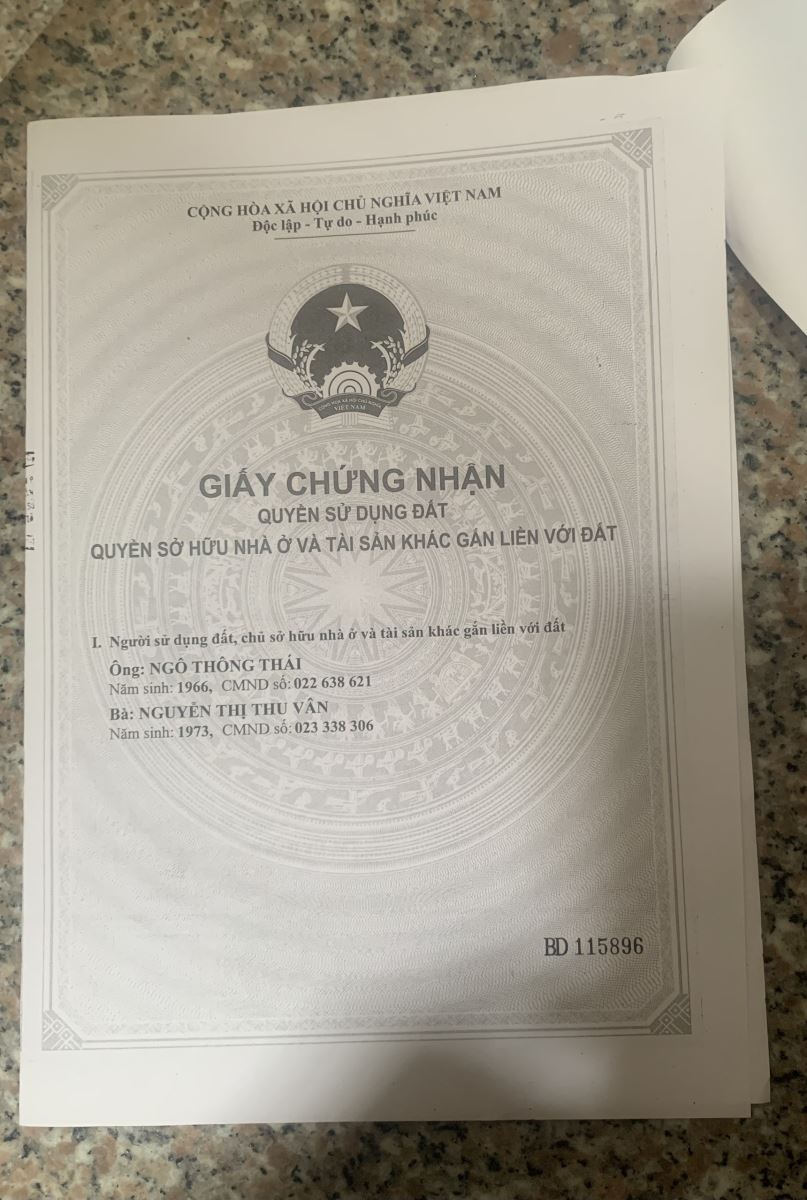 CỘNG HÒA XÃ HỘI CHỦ NGHĨA VIỆT NAM
Độc lập - Tự do - Hạnh phúc
CỘNG HÒA XÃ HỘI CHỦ NGHĨA
VIỆT NAM
GIẤY CHỨNG NHẬN
QUYỀN SỬ DỤNG ĐẤT
QUYỀN SỞ HỮU NHÀ Ở VÀ TÀI SẢN KHÁC GẮN LIỀN VỚI ĐẤT
I. Người sử dụng đất, chủ sở hữu nhà ở và tài sản khác gắn liền với đất
Ông: NGÔ THÔNG THÁI
Năm sinh: 1966, CMND số: 022 638 621
Bà: NGUYỄN THỊ THU VÂN
Năm sinh: 1973, CMND số: 023 338 306
BD 115896